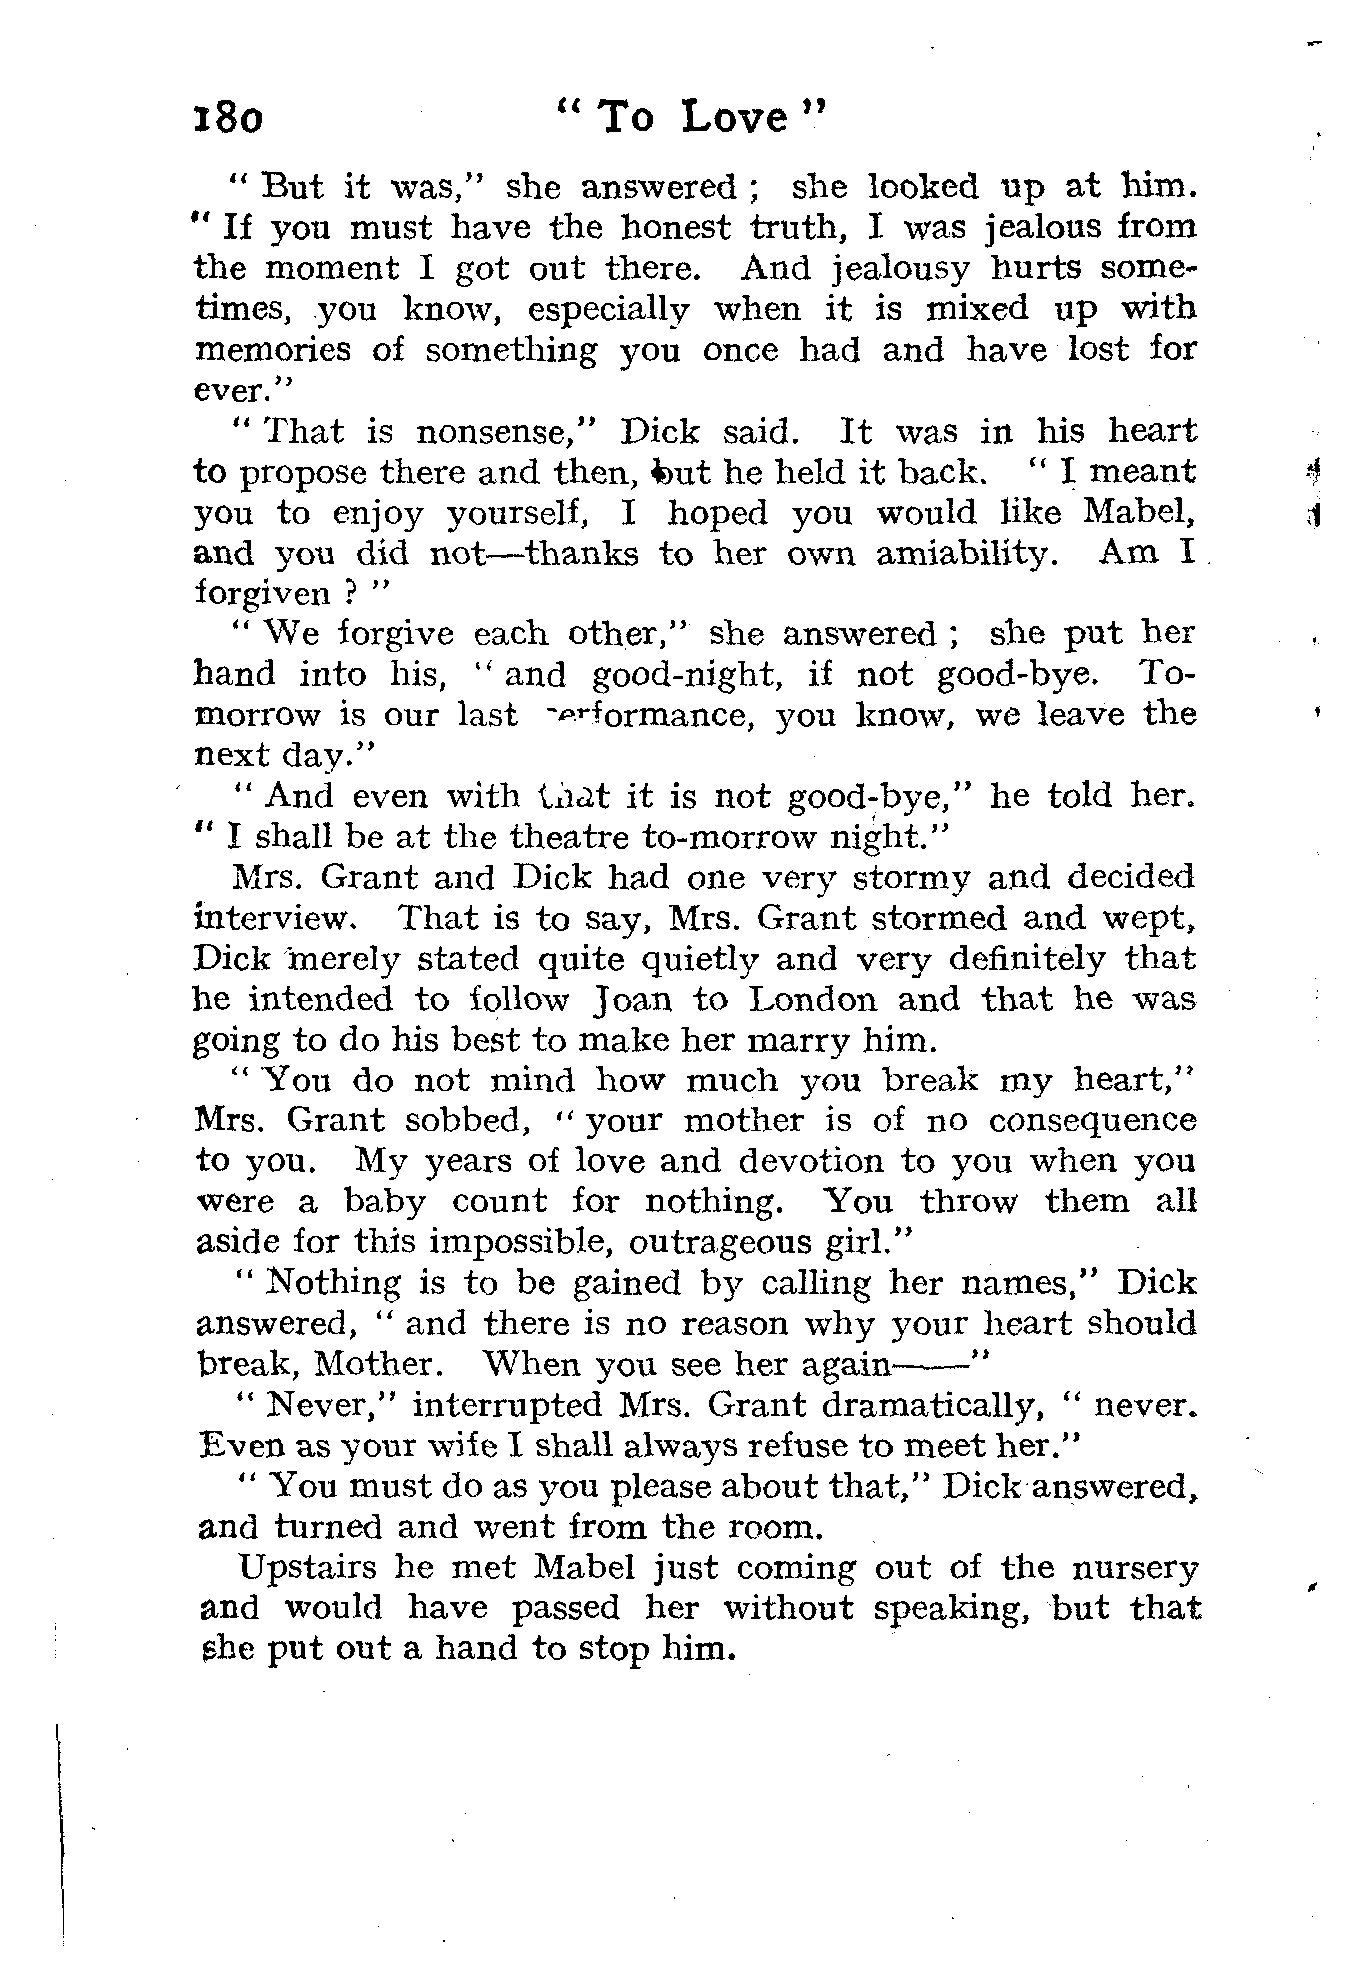 180 " To Love "
" But it was," she answered ; she looked up at him.
" If you must have the honest truth, I was jealous from
the moment I got out there. And jealousy hurts some-
times, you know, especially when it is mixed up with
memories of something you once had and have lost for
ever."
" That is nonsense," Dick said. It was in his heart
to propose there and then, but he held it back. " I meant
you to enjoy yourself, I hoped you would like Mabel,
and you did not—thanks to her own amiability. Am I
forgiven ? "
" We forgive each other," she answered ; she put her
hand into his, " and good-night, if not good-bye. To-
morrow is our last performance, you know, we leave the
next day."
" And even with that it is not good-bye," he told her.
" I shall be at the theatre to-morrow night."
Mrs. Grant and Dick had one very stormy and decided
interview. That is to say, Mrs. Grant stormed and wept,
Dick merely stated quite quietly and very definitely that
he intended to follow Joan to London and that he was
going to do his best to make her marry him.
" You do not mind how much you break my heart,"
Mrs. Grant sobbed, " your mother is of no consequence
to you. My years of love and devotion to you when you
were a baby count for nothing. You throw them all
aside for this impossible, outrageous girl."
" Nothing is to be gained by calling her names," Dick
answered, " and there is no reason why your heart should
break, Mother. When you see her again——"
" Never," interrupted Mrs. Grant dramatically, " never.
Even as your wife I shall always refuse to meet her."
" You must do as you please about that," Dick answered,
and turned and went from the room.
Upstairs he met Mabel just coming out of the nursery
and would have passed her without speaking, but that
she put out a hand to stop him.